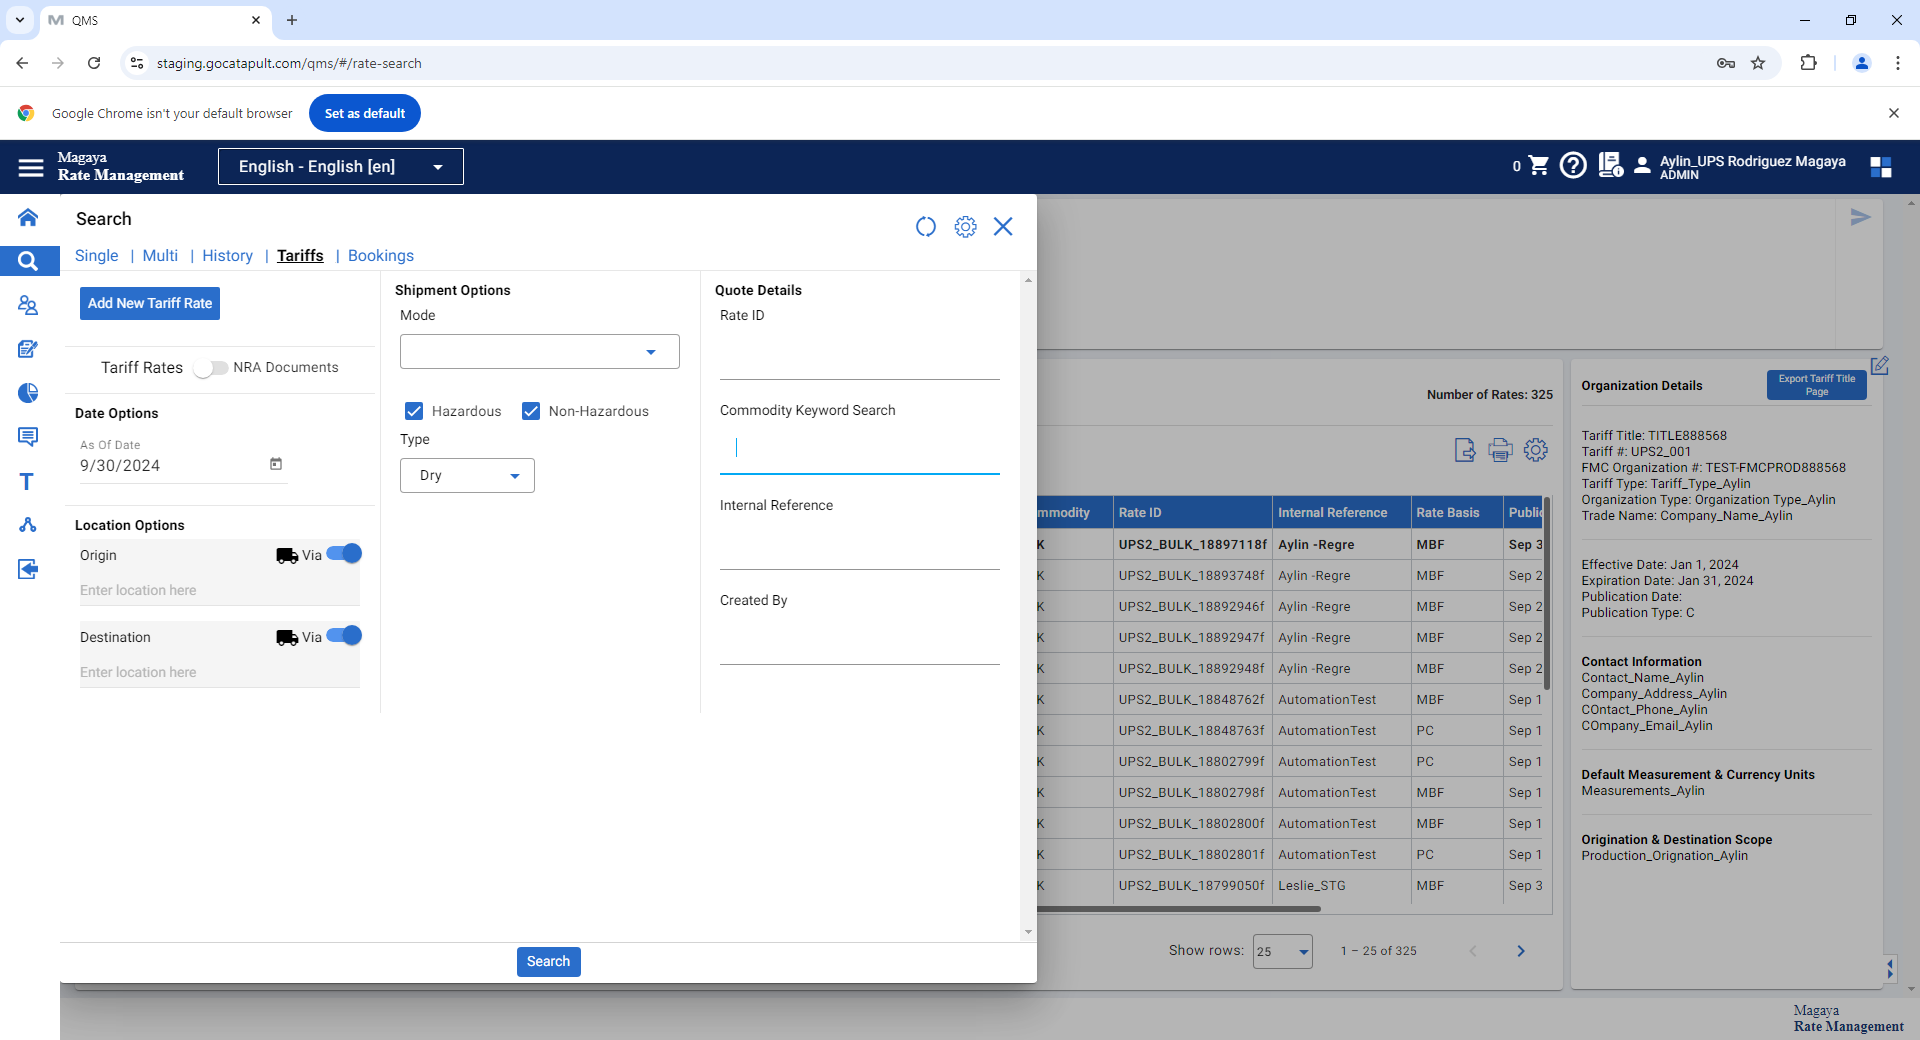 QMS
staging.gocatapult.com/qms/#/rate-search
Google Chrome isn't your default browser
Set as default
Magaya
Rate Management
English - English [en]
0
Aylin_UPS Rodriguez Magaya
ADMIN
Search
Single | Multi | History | Tariffs | Bookings
Add New Tariff Rate
Tariff Rates
NRA Documents
Date Options
As Of Date
9/30/2024
Location Options
Origin
Via
Enter location here
Destination
Via
Enter location here
Shipment Options
Mode
Hazardous
Non-Hazardous
Type
Dry
Quote Details
Rate ID
Commodity Keyword Search
Internal Reference
Created By
Search
Number of Rates: 325
mmodity Rate ID Internal Reference Rate Basis Public
K UPS2_BULK_18897118f Aylin -Regre MBF Sep 3
K UPS2_BULK_18893748f Aylin -Regre MBF Sep 2
K UPS2_BULK_18892946f Aylin -Regre MBF Sep 2
K UPS2_BULK_18892947f Aylin -Regre MBF Sep 2
K UPS2_BULK_18892948f Aylin -Regre MBF Sep 2
K UPS2_BULK_18848762f AutomationTest MBF Sep 1
K UPS2_BULK_18848763f AutomationTest PC Sep 1
K UPS2_BULK_18802799f AutomationTest PC Sep 1
K UPS2_BULK_18802798f AutomationTest MBF Sep 1
K UPS2_BULK_18802800f AutomationTest MBF Sep 1
K UPS2_BULK_18802801f AutomationTest PC Sep 1
K UPS2_BULK_18799050f Leslie_STG MBF Sep 3
Show rows: 25 1 – 25 of 325
Organization Details
Export Tariff Title
Page
Tariff Title: TITLE888568
Tariff #: UPS2_001
FMC Organization #: TEST-FMCPROD888568
Tariff Type: Tariff_Type_Aylin
Organization Type: Organization Type_Aylin
Trade Name: Company_Name_Aylin
Effective Date: Jan 1, 2024
Expiration Date: Jan 31, 2024
Publication Date:
Publication Type: C
Contact Information
Contact_Name_Aylin
Company_Address_Aylin
COntact_Phone_Aylin
COmpany_Email_Aylin
Default Measurement & Currency Units
Measurements_Aylin
Origination & Destination Scope
Production_Orignation_Aylin
Magaya
Rate Management